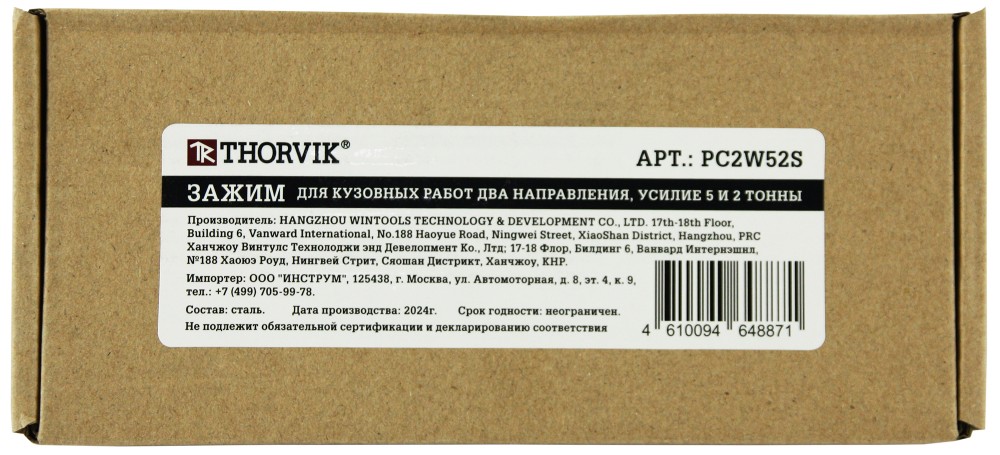 THORVIK® АРТ.: PC2W52S
ЗАЖИМ ДЛЯ КУЗОВНЫХ РАБОТ ДВА НАПРАВЛЕНИЯ, УСИЛИЕ 5 И 2 ТОННЫ
Производитель: HANGZHOU WINTOOLS TECHNOLOGY & DEVELOPMENT CO., LTD. 17th-18th Floor,
Building 6, Vanward International, No.188 Haoyue Road, Ningwei Street, XiaoShan District, Hangzhou, PRC
Ханчжоу Винтулс Технолоджи энд Девелопмент Ко., Лтд; 17-18 Флор, Билдинг 6, Ванвард Интернэшнл,
№188 Хаоюэ Роуд, Нингвей Стрит, Сяошан Дистрикт, Ханчжоу, КНР.
Импортер: ООО "ИНСТРУМ", 125438, г. Москва, ул. Автомоторная, д. 8, эт. 4, к. 9,
тел.: +7 (499) 705-99-78.
Состав: сталь. Дата производства: 2024г. Срок годности: неограничен.
Не подлежит обязательной сертификации и декларированию соответствия
4 610094 648871